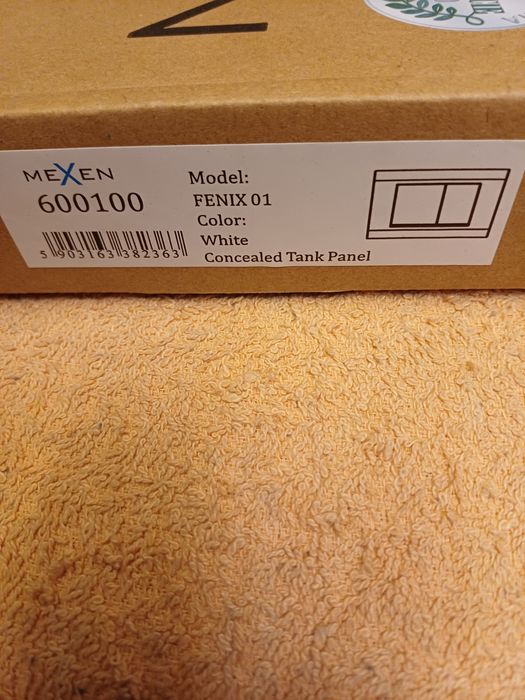 MEXEN
600100
5 903163 382363
Model:
FENIX 01
Color:
White
Concealed Tank Panel